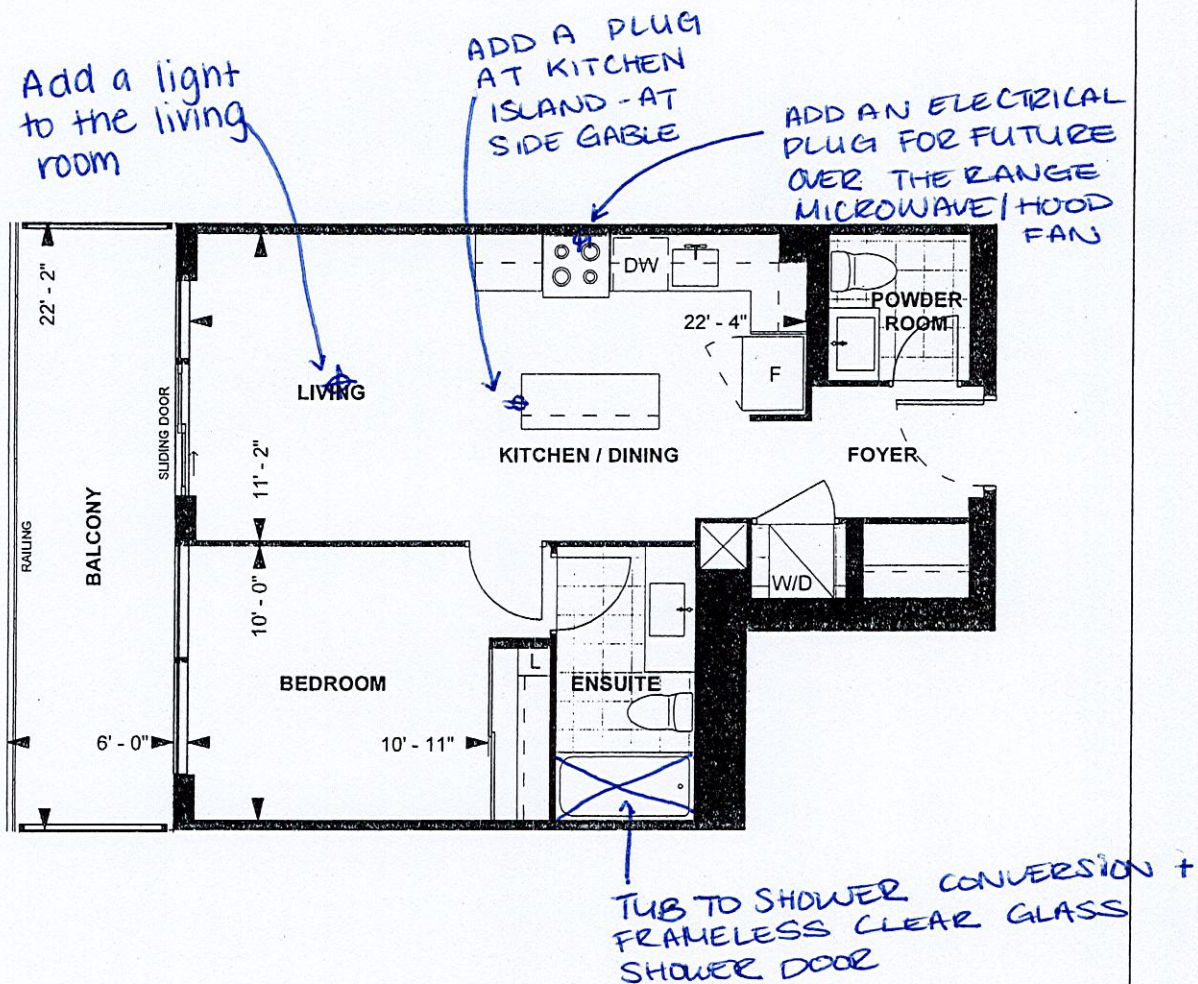 Add a light
to the living
room
ADD A PLUG
AT KITCHEN
ISLAND - AT
SIDE GABLE
ADD AN ELECTRICAL
PLUG FOR FUTURE
OVER THE RANGE
MICROWAVE/HOOD
FAN
22' - 2"
DW
POWDER
ROOM
22' - 4"
F
LIVING
SLIDING DOOR
11' - 2"
KITCHEN / DINING
FOYER
RAILING
BALCONY
10' - 0"
W/D
L
BEDROOM
ENSUITE
6' - 0"
10' - 11"
TUB TO SHOWER CONVERSION +
FRAMELESS CLEAR GLASS
SHOWER DOOR